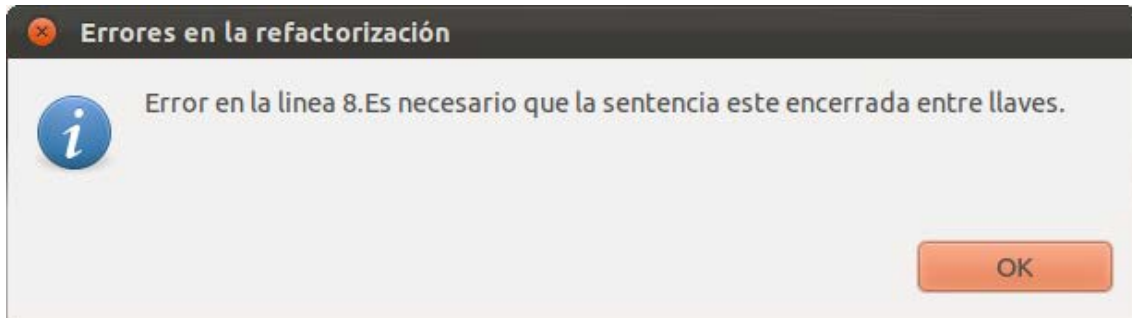 Errores en la refactorización
Error en la linea 8.Es necesario que la sentencia este encerrada entre llaves.
OK